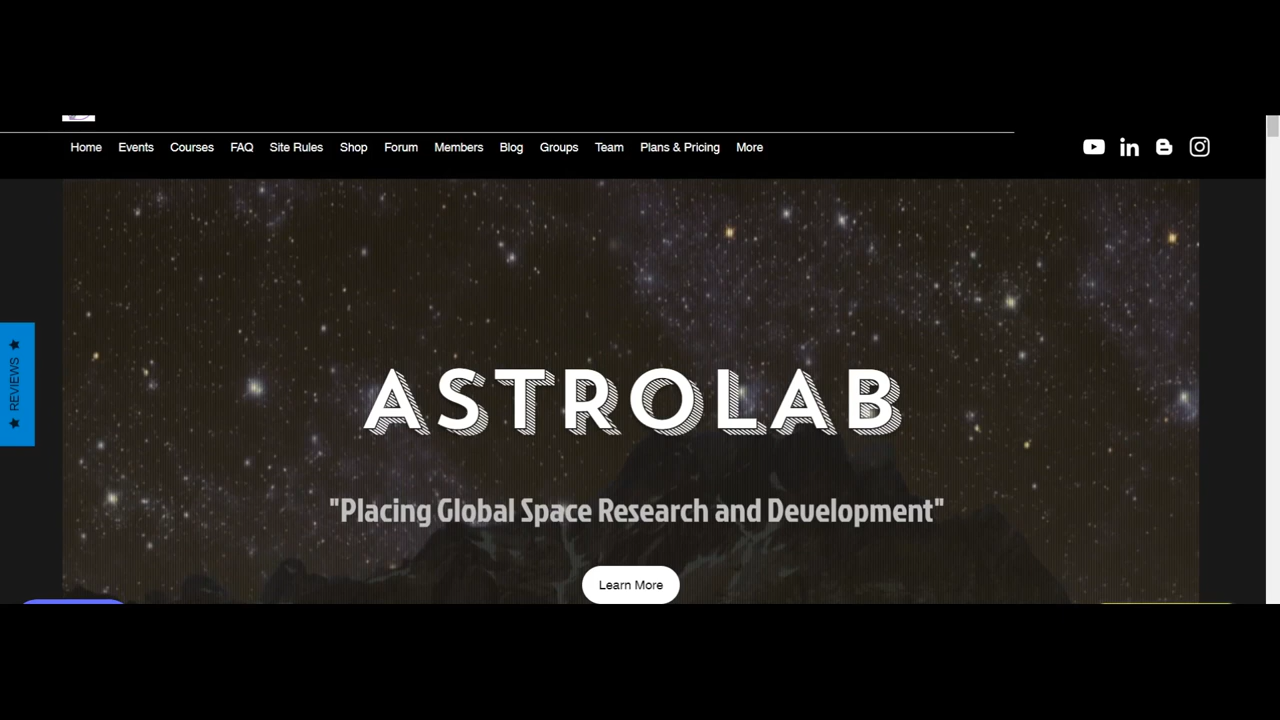 Home Events Courses FAQ Site Rules Shop Forum Members Blog Groups Team Plans & Pricing More
REVIEWS
ASTROLAB
"Placing Global Space Research and Development"
Learn More